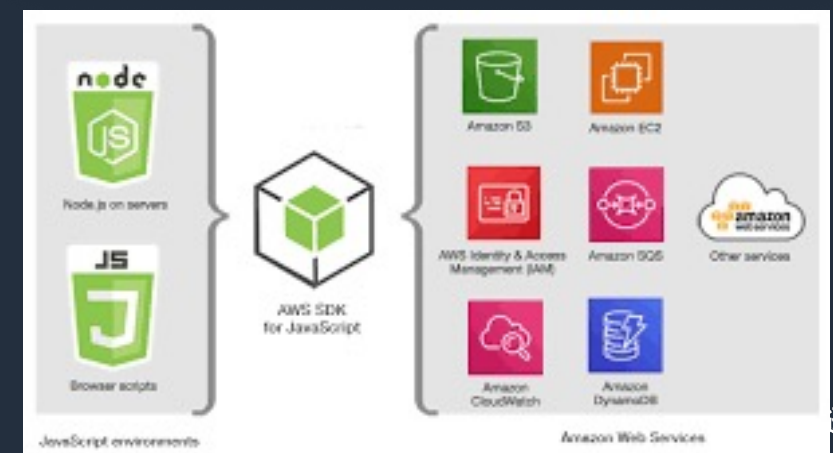 node
JS
Node.js on servers
JS
Browser scripts
JavaScript environments
AWS SDK
for JavaScript
Amazon S3
Amazon EC2
AWS Identity & Access
Management (IAM)
Amazon SQS
amazon
web services
Other services
Amazon
CloudWatch
Amazon
DynamoDB
Amazon Web Services